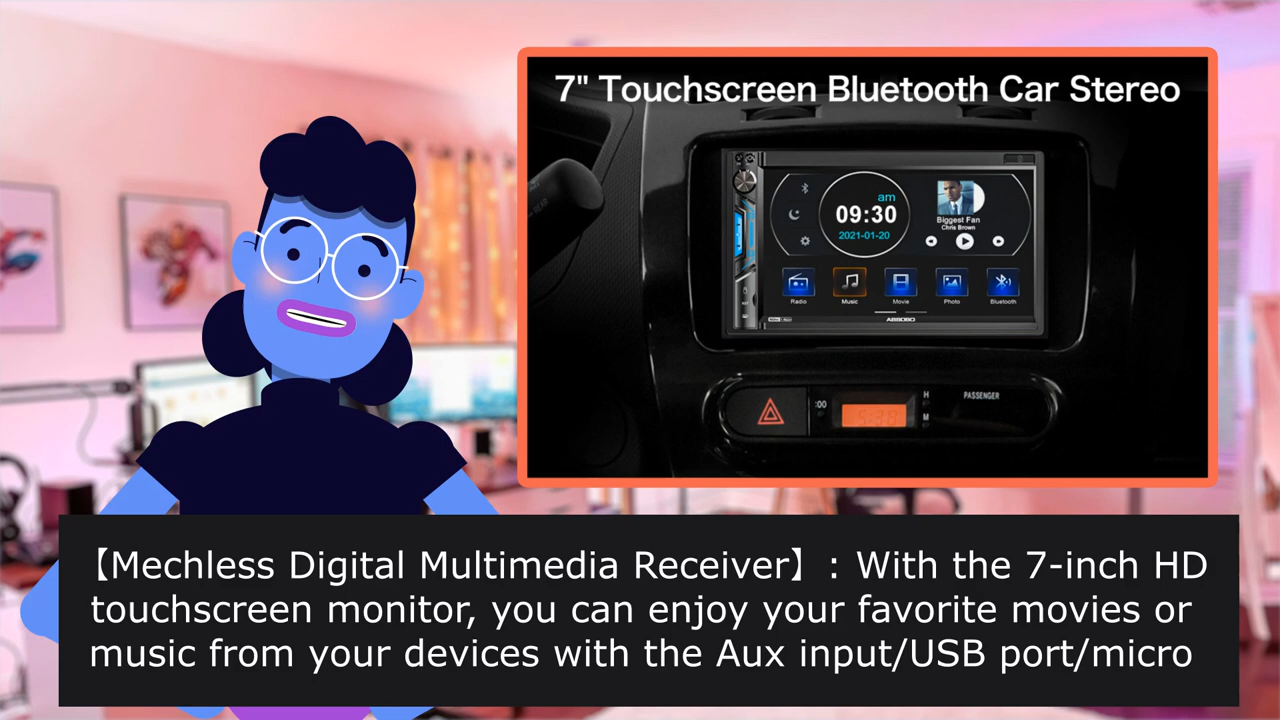 7" Touchscreen Bluetooth Car Stereo
am
09:30
2021-01-20
Biggest Fan
Chris Brown
Radio
Music
Movie
Photo
Bluetooth
ABSOSO
:00
H
M
PASSENGER
【Mechless Digital Multimedia Receiver】: With the 7-inch HD
touchscreen monitor, you can enjoy your favorite movies or
music from your devices with the Aux input/USB port/micro